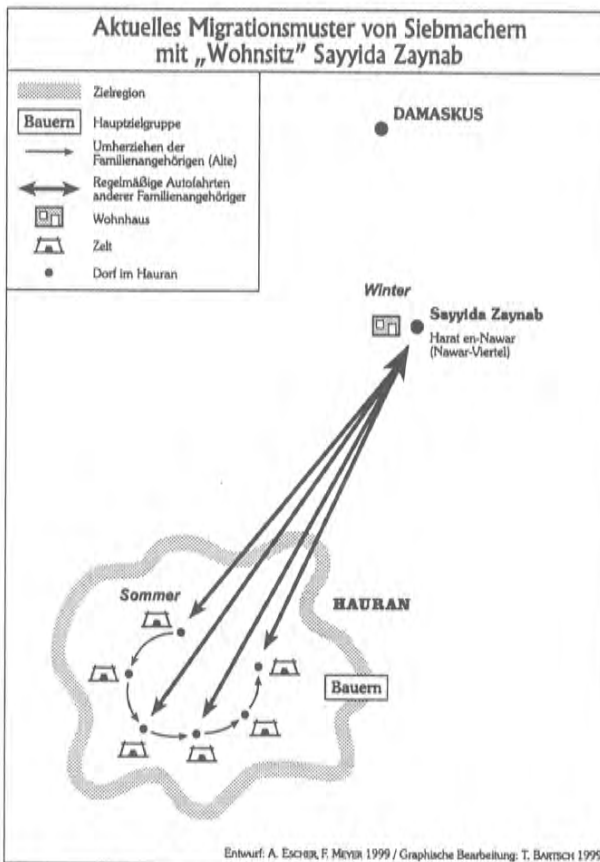 Aktuelles Migrationsmuster von Siebmachern
mit „Wohnsitz" Sayyida Zaynab
Zielregion
Bauern Hauptzielgruppe
Umherziehen der
Familienangehörigen (Alte)
Regelmäßige Autofahrten
anderer Familienangehöriger
Wohnhaus
Zelt
Dorf im Hauran
DAMASKUS
Winter
Sayyida Zaynab
Harat en-Nawar
(Nawar-Viertel)
Sommer
HAURAN
Bauern
Entwurf: A. ESCHER, F. MEYER 1999 / Graphische Bearbeitung: T. BARTSCH 1999